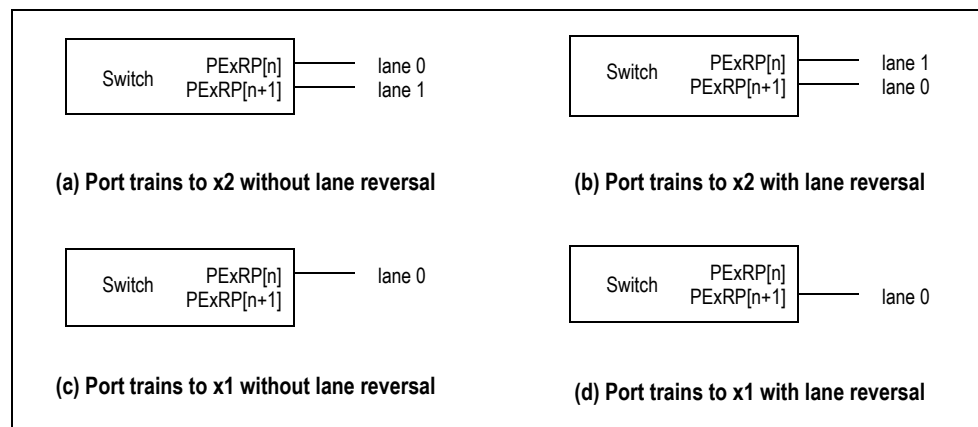 Switch
PExRP[n]
PExRP[n+1]
lane 0
lane 1
(a) Port trains to x2 without lane reversal
Switch
PExRP[n]
PExRP[n+1]
lane 1
lane 0
(b) Port trains to x2 with lane reversal
Switch
PExRP[n]
PExRP[n+1]
lane 0
(c) Port trains to x1 without lane reversal
Switch
PExRP[n]
PExRP[n+1]
lane 0
(d) Port trains to x1 with lane reversal